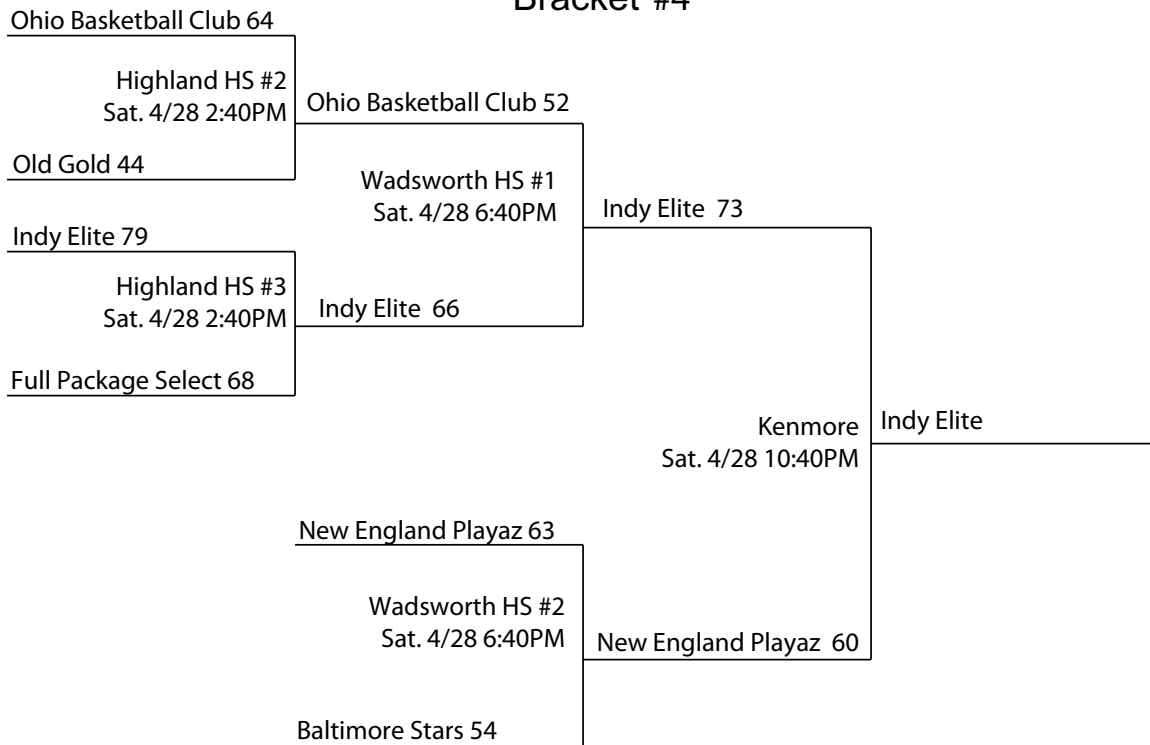 Bracket #4
Ohio Basketball Club 64
Highland HS #2
Sat. 4/28 2:40PM
Ohio Basketball Club 52
Old Gold 44
Wadsworth HS #1
Sat. 4/28 6:40PM
Indy Elite 73
Indy Elite 79
Highland HS #3
Sat. 4/28 2:40PM
Indy Elite 66
Full Package Select 68
Kenmore
Sat. 4/28 10:40PM
Indy Elite
New England Playaz 63
Wadsworth HS #2
Sat. 4/28 6:40PM
New England Playaz 60
Baltimore Stars 54